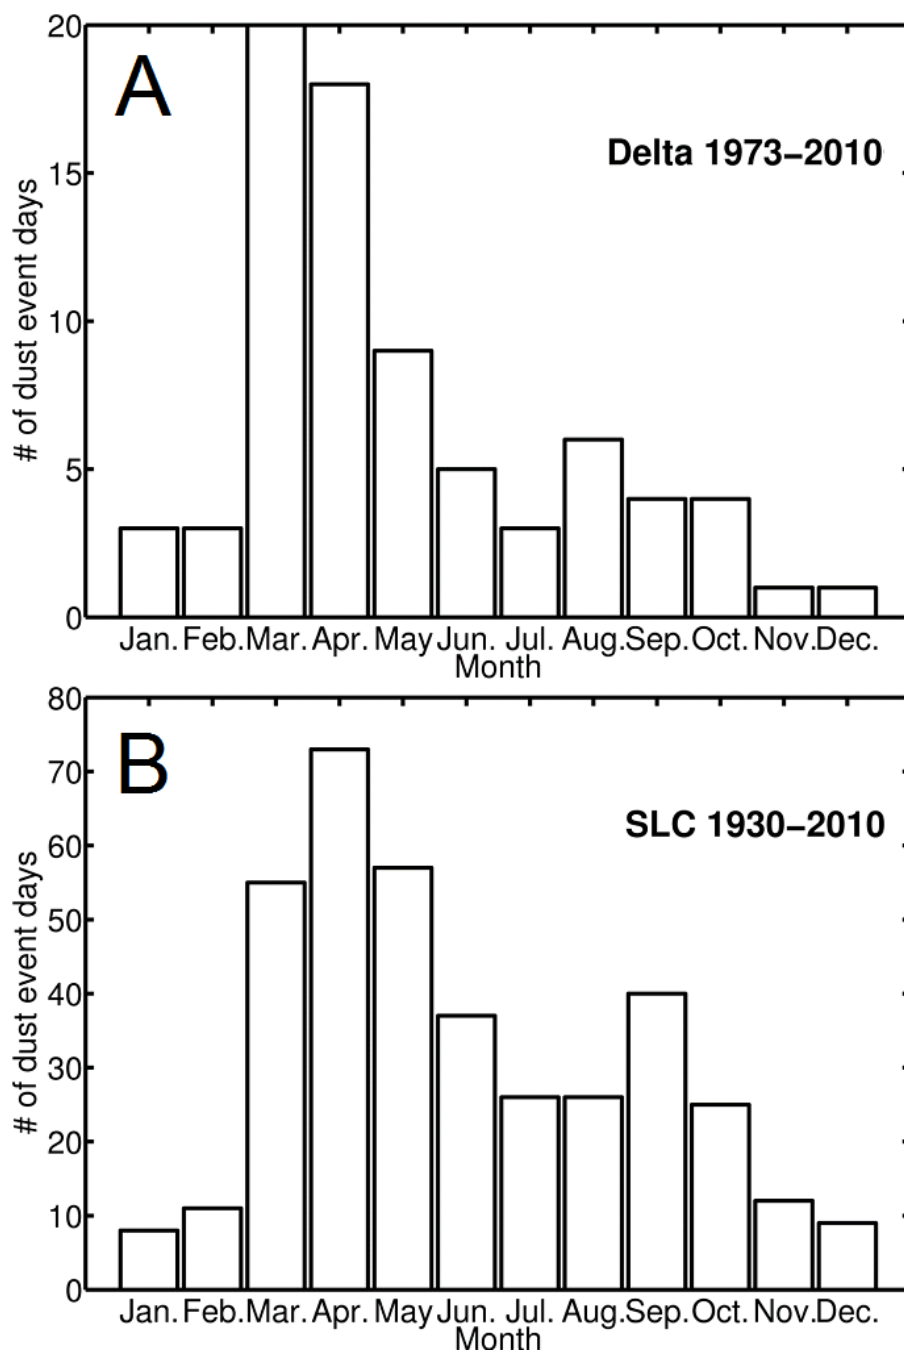 20
A
Delta 1973–2010
15
# of dust event days
10
5
0
Jan. Feb. Mar. Apr. May Jun. Jul. Aug. Sep. Oct. Nov. Dec.
Month
80
B
70
SLC 1930–2010
60
# of dust event days
50
40
30
20
10
0
Jan. Feb. Mar. Apr. May Jun. Jul. Aug. Sep. Oct. Nov. Dec.
Month